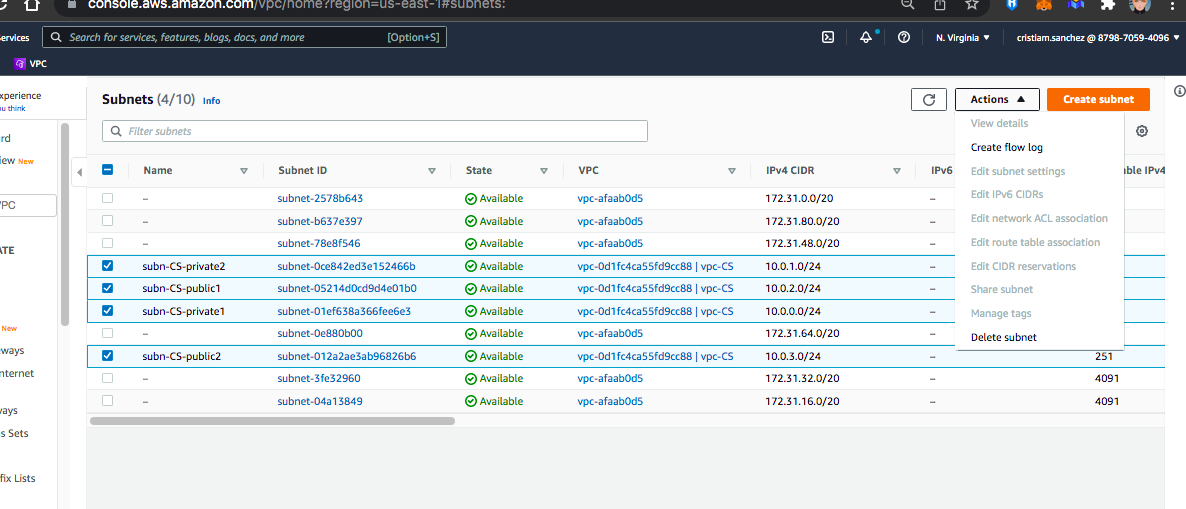 console.aws.amazon.com/vpc/home?region=us-east-1#subnets:
Services
Search for services, features, blogs, docs, and more [Option+S]
N. Virginia ▼
cristiam.sanchez @ 8798-7059-4096 ▼
VPC
Subnets (4/10) Info
Actions ▲
Create subnet
Filter subnets
View details
Create flow log
Edit subnet settings
Edit IPv6 CIDRs
Edit network ACL association
Edit route table association
Edit CIDR reservations
Share subnet
Manage tags
Delete subnet
Name Subnet ID State VPC IPv4 CIDR IPv6 IPv4
– subnet-2578b643 Available vpc-afaab0d5 172.31.0.0/20 –
– subnet-b637e397 Available vpc-afaab0d5 172.31.80.0/20 –
– subnet-78e8f546 Available vpc-afaab0d5 172.31.48.0/20 –
subn-CS-private2 subnet-0ce842ed3e152466b Available vpc-0d1fc4ca55fd9cc88 | vpc-CS 10.0.1.0/24 –
subn-CS-public1 subnet-05214d0cd9d4e01b0 Available vpc-0d1fc4ca55fd9cc88 | vpc-CS 10.0.2.0/24 –
subn-CS-private1 subnet-01ef638a366fee6e3 Available vpc-0d1fc4ca55fd9cc88 | vpc-CS 10.0.0.0/24 –
– subnet-0e880b00 Available vpc-afaab0d5 172.31.64.0/20 –
subn-CS-public2 subnet-012a2ae3ab96826b6 Available vpc-0d1fc4ca55fd9cc88 | vpc-CS 10.0.3.0/24 – 251
– subnet-3fe32960 Available vpc-afaab0d5 172.31.32.0/20 – 4091
– subnet-04a13849 Available vpc-afaab0d5 172.31.16.0/20 – 4091
xperience
u think
rd
iew New
VPC
ATE
New
eways
nternet
ways
s Sets
fix Lists